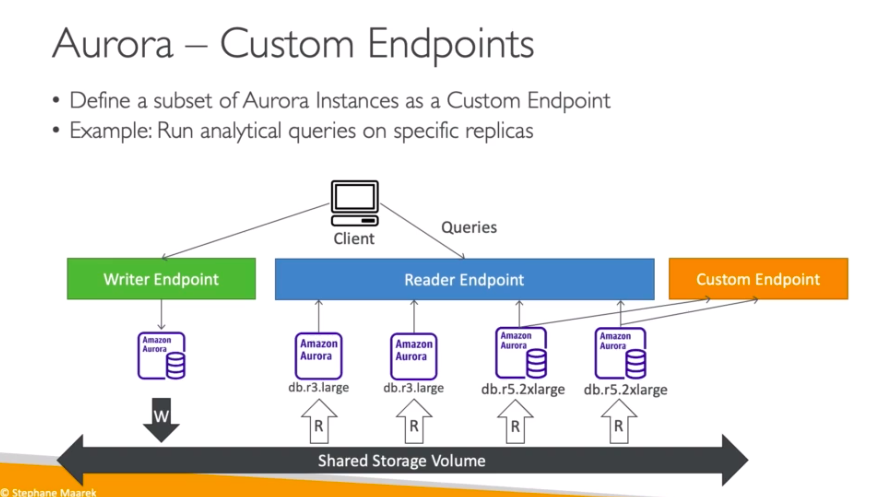 Aurora – Custom Endpoints
• Define a subset of Aurora Instances as a Custom Endpoint
• Example: Run analytical queries on specific replicas
Client
Queries
Writer Endpoint
Reader Endpoint
Custom Endpoint
Amazon
Aurora
Amazon
Aurora
Amazon
Aurora
Amazon
Aurora
Amazon
Aurora
db.r3.large
db.r3.large
db.r5.2xlarge
db.r5.2xlarge
W
R
R
R
R
Shared Storage Volume
© Stephane Maarek